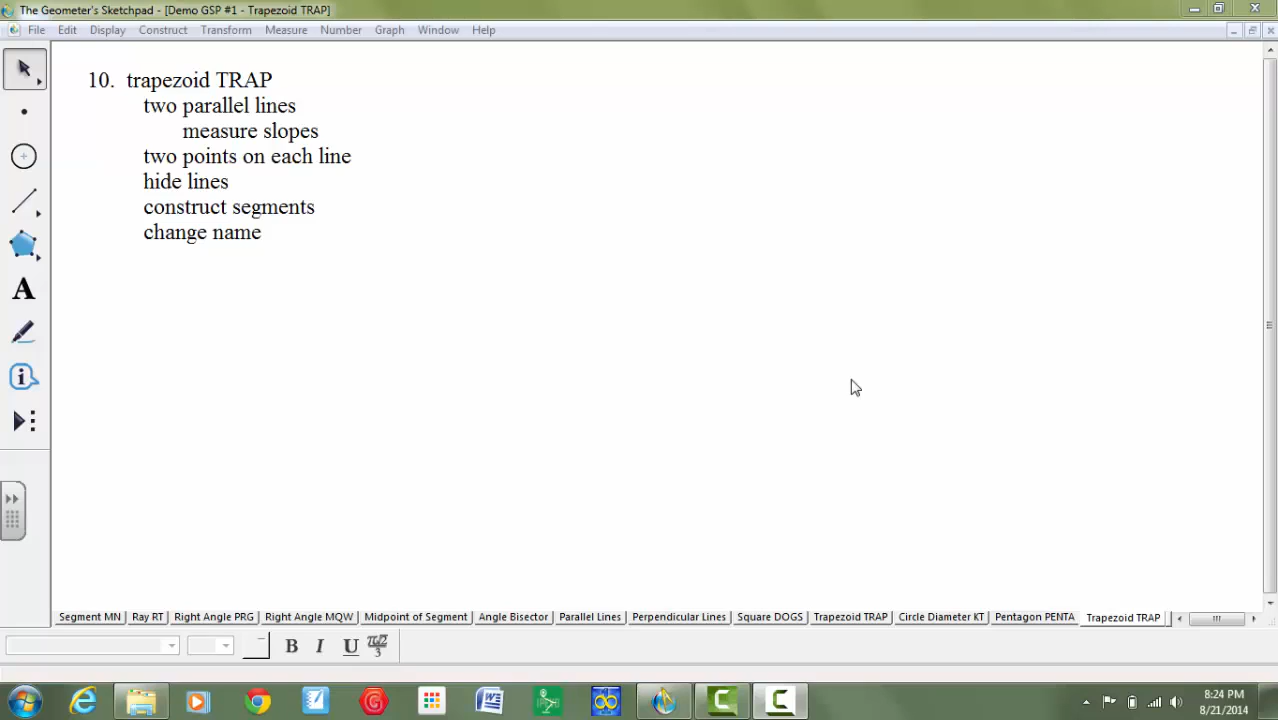 The Geometer's Sketchpad - [Demo GSP #1 - Trapezoid TRAP]
File Edit Display Construct Transform Measure Number Graph Window Help
10. trapezoid TRAP
two parallel lines
measure slopes
two points on each line
hide lines
construct segments
change name
A
Segment MN Ray RT Right Angle PRG Right Angle MQW Midpoint of Segment Angle Bisector Parallel Lines Perpendicular Lines Square DOGS Trapezoid TRAP Circle Diameter KT Pentagon PENTA Trapezoid TRAP
B I U
8:24 PM
8/21/2014